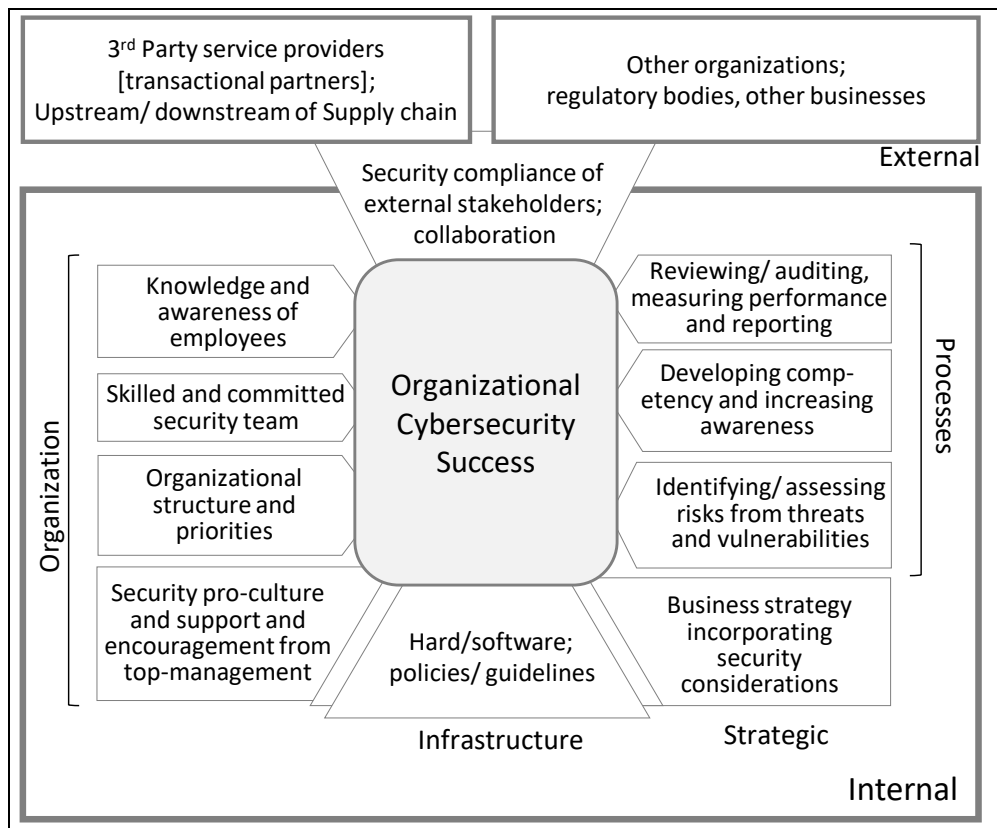 3rd Party service providers
[transactional partners];
Upstream/ downstream of Supply chain
Other organizations;
regulatory bodies, other businesses
External
Security compliance of
external stakeholders;
collaboration
Organization
Knowledge and
awareness of
employees
Skilled and committed
security team
Organizational
structure and
priorities
Security pro-culture
and support and
encouragement from
top-management
Organizational
Cybersecurity
Success
Reviewing/ auditing,
measuring performance
and reporting
Developing comp-
etency and increasing
awareness
Identifying/ assessing
risks from threats
and vulnerabilities
Processes
Hard/software;
policies/ guidelines
Infrastructure
Business strategy
incorporating
security
considerations
Strategic
Internal